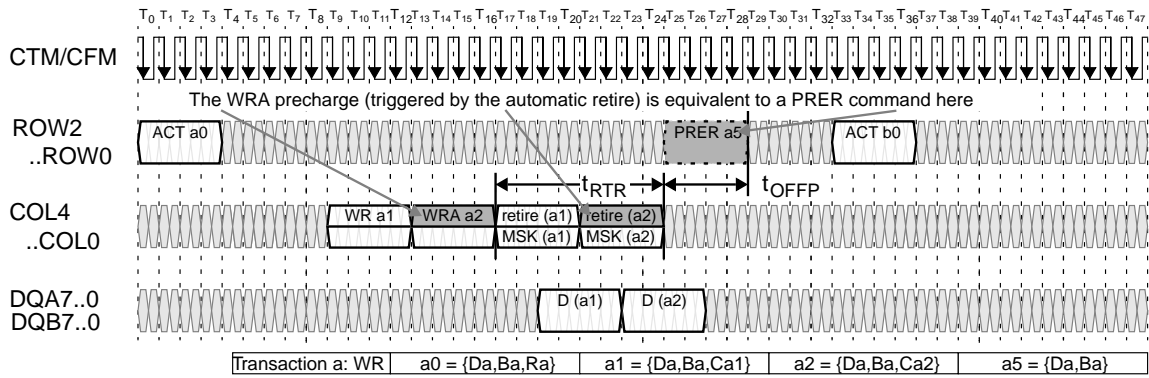 T0 T1 T2 T3 T4 T5 T6 T7 T8 T9 T10 T11 T12 T13 T14 T15 T16 T17 T18 T19 T20 T21 T22 T23 T24 T25 T26 T27 T28 T29 T30 T31 T32 T33 T34 T35 T36 T37 T38 T39 T40 T41 T42 T43 T44 T45 T46 T47
CTM/CFM
The WRA precharge (triggered by the automatic retire) is equivalent to a PRER command here
ROW2
..ROW0
ACT a0
PRER a5
ACT b0
tRTR
tOFFP
COL4
..COL0
WR a1
WRA a2
retire (a1)
retire (a2)
MSK (a1)
MSK (a2)
DQA7..0
DQB7..0
D (a1)
D (a2)
Transaction a: WR
a0 = {Da,Ba,Ra}
a1 = {Da,Ba,Ca1}
a2 = {Da,Ba,Ca2}
a5 = {Da,Ba}